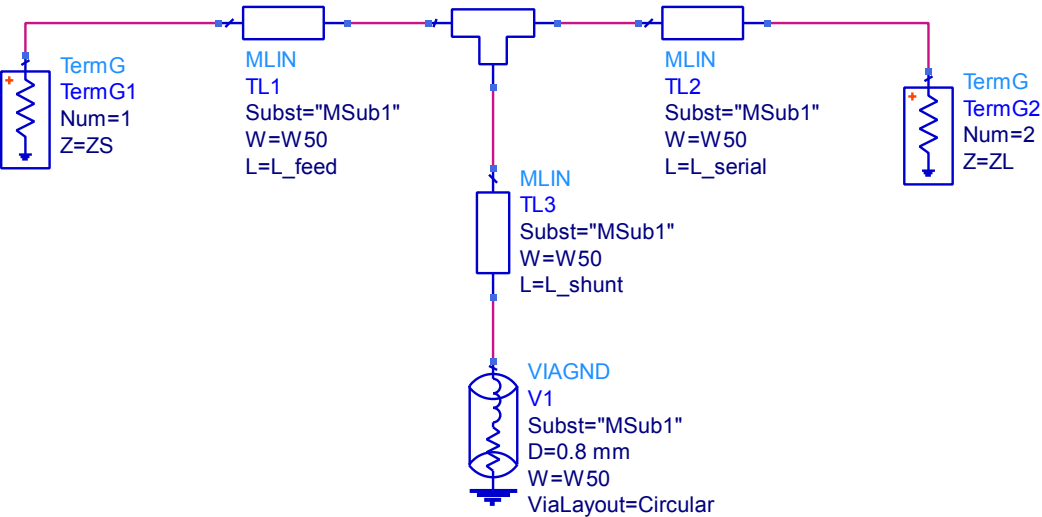 MLIN
TL1
Subst="MSub1"
W=W50
L=L_feed
MLIN
TL2
Subst="MSub1"
W=W50
L=L_serial
TermG
TermG1
Num=1
Z=ZS
TermG
TermG2
Num=2
Z=ZL
MLIN
TL3
Subst="MSub1"
W=W50
L=L_shunt
VIAGND
V1
Subst="MSub1"
D=0.8 mm
W=W50
ViaLayout=Circular